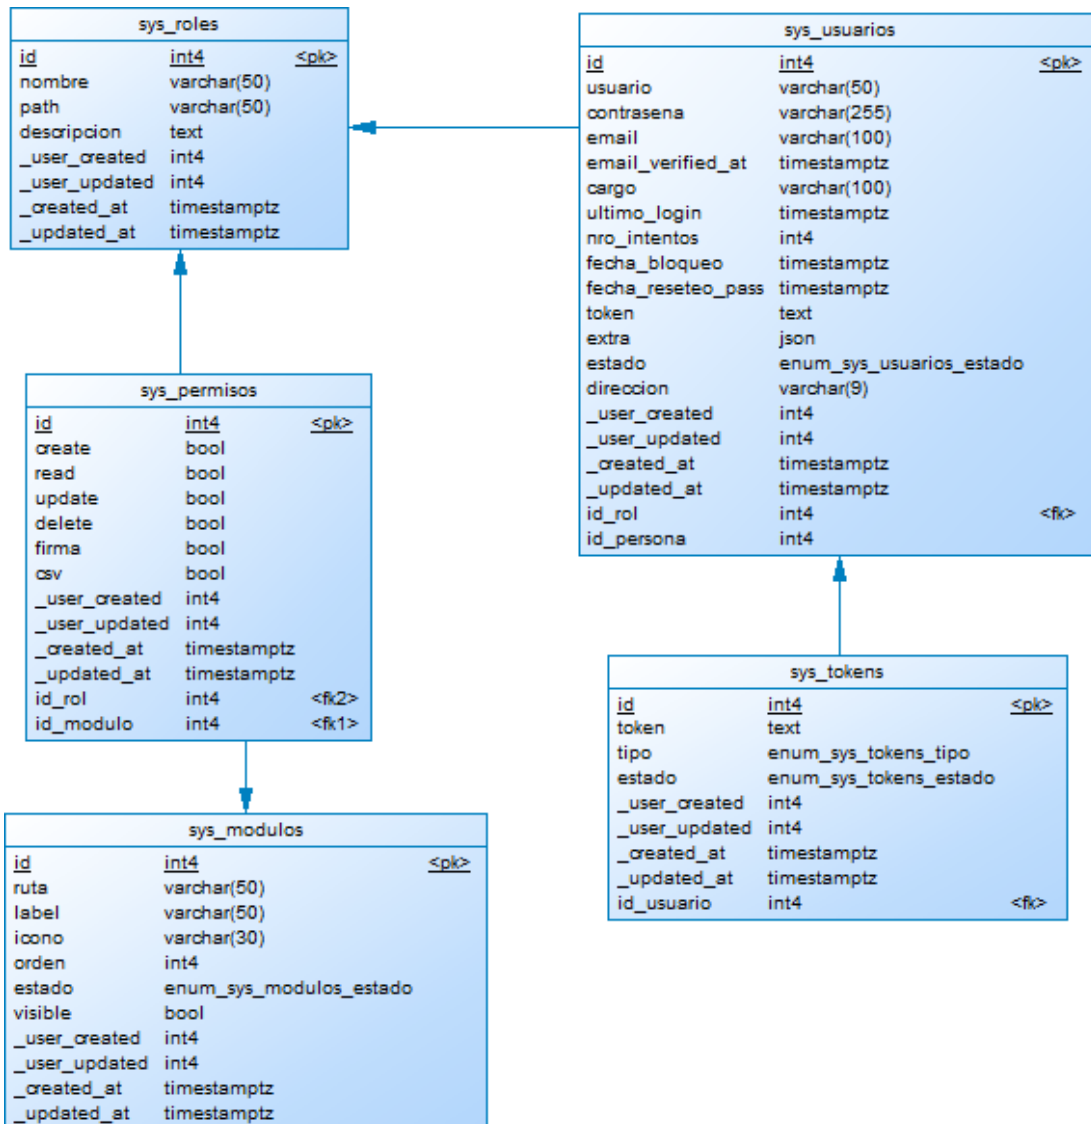 sys_roles
id int4 <pk>
nombre varchar(50)
path varchar(50)
descripcion text
_user_created int4
_user_updated int4
_created_at timestamptz
_updated_at timestamptz
sys_usuarios
id int4 <pk>
usuario varchar(50)
contrasena varchar(255)
email varchar(100)
email_verified_at timestamptz
cargo varchar(100)
ultimo_login timestamptz
nro_intentos int4
fecha_bloqueo timestamptz
fecha_reseteo_pass timestamptz
token text
extra json
estado enum_sys_usuarios_estado
direccion varchar(9)
_user_created int4
_user_updated int4
_created_at timestamptz
_updated_at timestamptz
id_rol int4 <fk>
id_persona int4
sys_permisos
id int4 <pk>
create bool
read bool
update bool
delete bool
firma bool
csv bool
_user_created int4
_user_updated int4
_created_at timestamptz
_updated_at timestamptz
id_rol int4 <fk2>
id_modulo int4 <fk1>
sys_tokens
id int4 <pk>
token text
tipo enum_sys_tokens_tipo
estado enum_sys_tokens_estado
_user_created int4
_user_updated int4
_created_at timestamptz
_updated_at timestamptz
id_usuario int4 <fk>
sys_modulos
id int4 <pk>
ruta varchar(50)
label varchar(50)
icono varchar(30)
orden int4
estado enum_sys_modulos_estado
visible bool
_user_created int4
_user_updated int4
_created_at timestamptz
_updated_at timestamptz